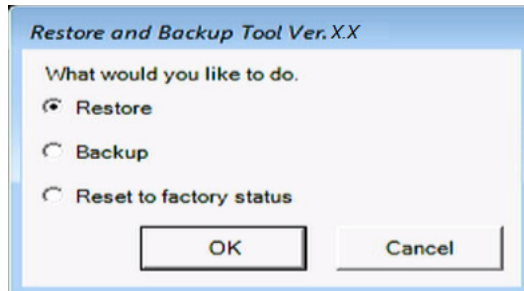 Restore and Backup Tool Ver. X.X
What would you like to do.
Restore
Backup
Reset to factory status
OK
Cancel